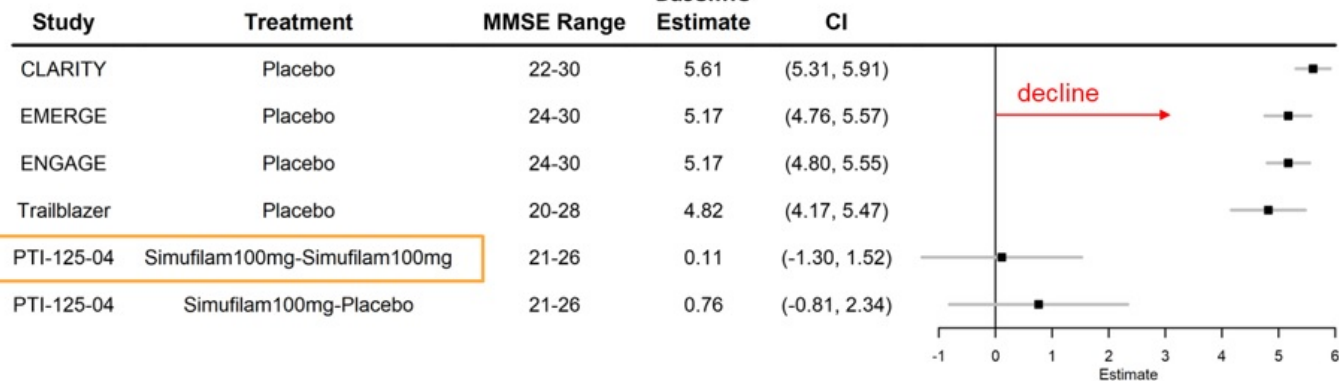 Study Treatment MMSE Range Estimate CI
CLARITY Placebo 22-30 5.61 (5.31, 5.91)
decline
EMERGE Placebo 24-30 5.17 (4.76, 5.57)
ENGAGE Placebo 24-30 5.17 (4.80, 5.55)
Trailblazer Placebo 20-28 4.82 (4.17, 5.47)
PTI-125-04 Simufilam100mg-Simufilam100mg 21-26 0.11 (-1.30, 1.52)
PTI-125-04 Simufilam100mg-Placebo 21-26 0.76 (-0.81, 2.34)
-1 0 1 2 3 4 5 6
Estimate